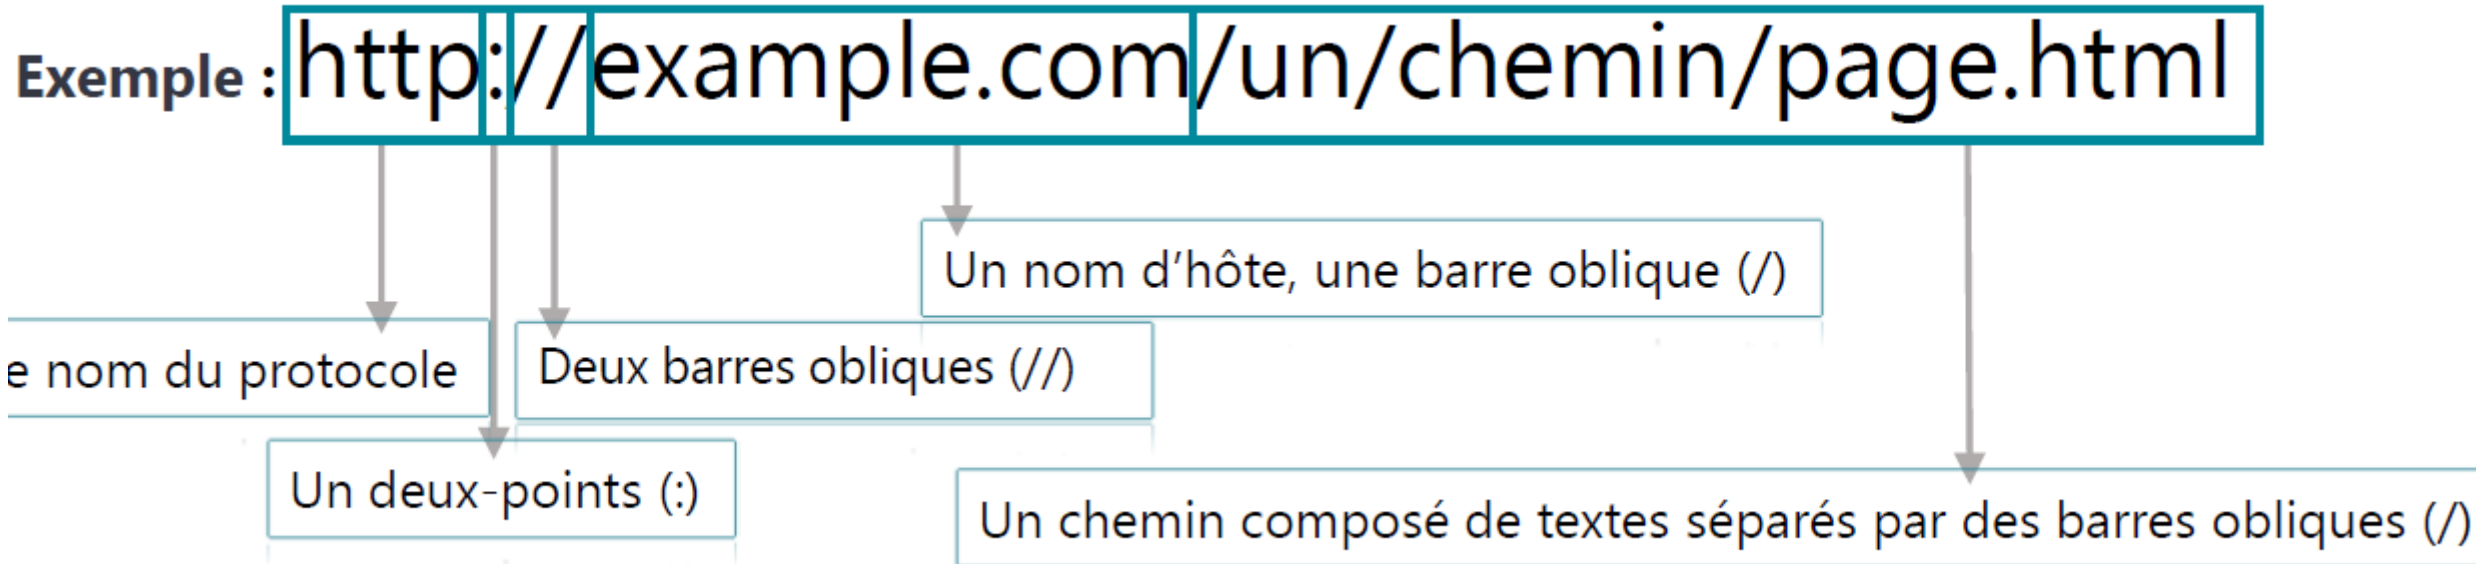 Exemple : http://example.com/un/chemin/page.html
Un nom d’hôte, une barre oblique (/)
e nom du protocole
Deux barres obliques (//)
Un deux-points (:)
Un chemin composé de textes séparés par des barres obliques (/)